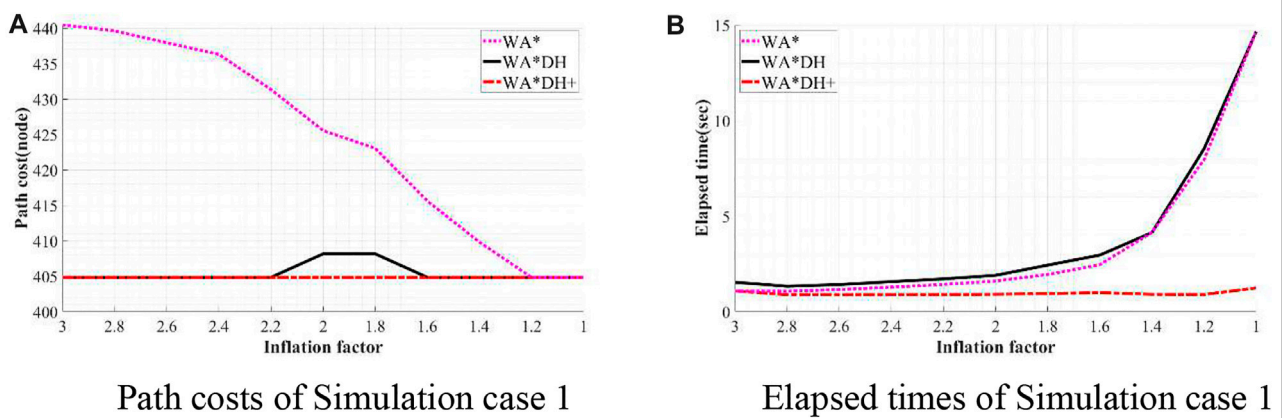 A
440
435
430
425
420
415
410
405
400
Path cost(node)
WA*
WA*DH
WA*DH+
3 2.8 2.6 2.4 2.2 2 1.8 1.6 1.4 1.2 1
Inflation factor
Path costs of Simulation case 1
B
15
10
5
0
Elapsed time(sec)
WA*
WA*DH
WA*DH+
3 2.8 2.6 2.4 2.2 2 1.8 1.6 1.4 1.2 1
Inflation factor
Elapsed times of Simulation case 1